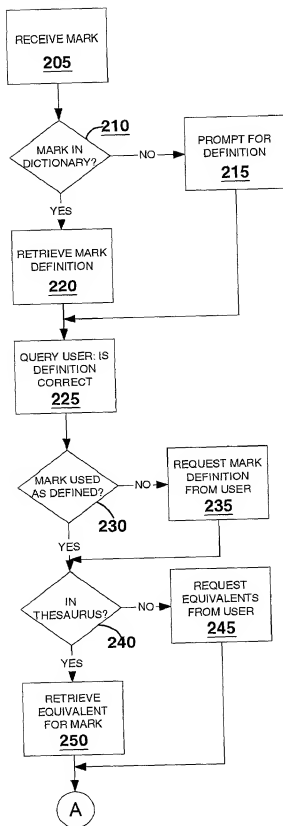 RECEIVE MARK
205
210
MARK IN
DICTIONARY?
NO
PROMPT FOR
DEFINITION
215
YES
RETRIEVE MARK
DEFINITION
220
QUERY USER: IS
DEFINITION
CORRECT
225
MARK USED
AS DEFINED?
NO
230
REQUEST MARK
DEFINITION
FROM USER
235
YES
IN
THESAURUS?
NO
240
REQUEST
EQUIVALENTS
FROM USER
245
YES
RETRIEVE
EQUIVALENT
FOR MARK
250
A